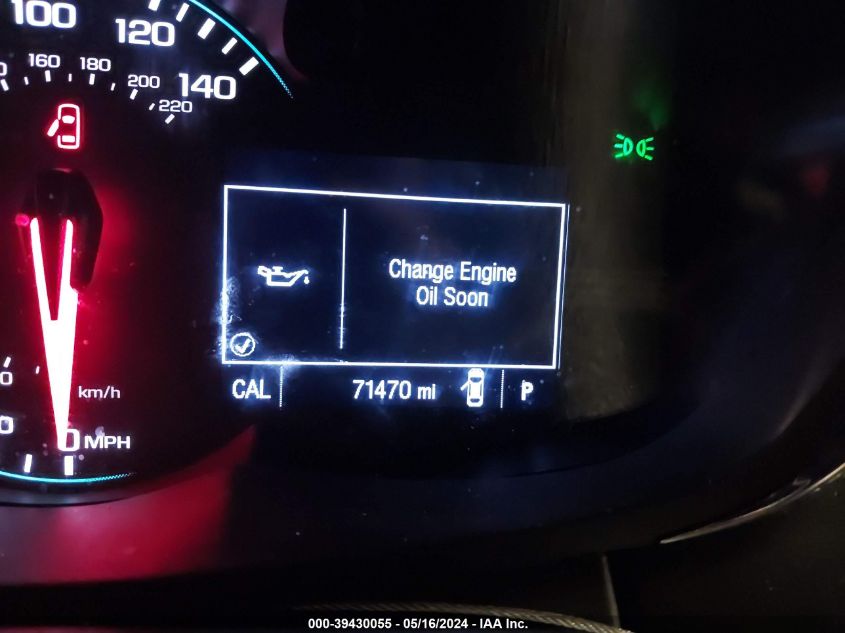 100
120
140
160
180
200
220
Change Engine
Oil Soon
CAL
71470 mi
P
km/h
0 MPH
000-39430055 - 05/16/2024 - IAA Inc.